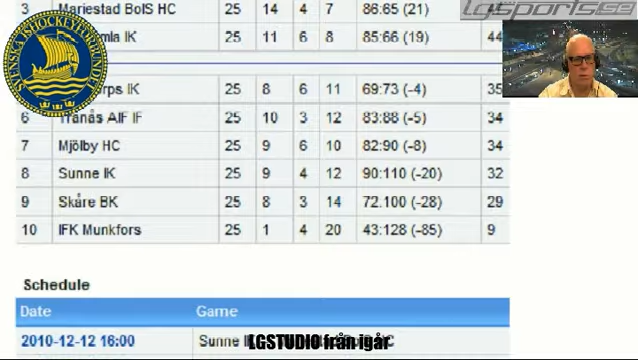 LGSPORTS.SE
3 Mariestad BoIS HC 25 14 4 7 86:65 (21)
IK 25 11 6 8 85:66 (19) 44
SVENSKA ISHOCKEYFÖRBUNDET
IK 25 8 6 11 69:73 (-4) 35
6 Tranås AIF IF 25 10 3 12 83:88 (-5) 34
7 Mjölby HC 25 9 6 10 82:90 (-8) 34
8 Sunne IK 25 9 4 12 90:110 (-20) 32
9 Skåre BK 25 8 3 14 72:100 (-28) 29
10 IFK Munkfors 25 1 4 20 43:128 (-85) 9
Schedule
Date Game
2010-12-12 16:00 Sunne
LGSTUDIO från igår